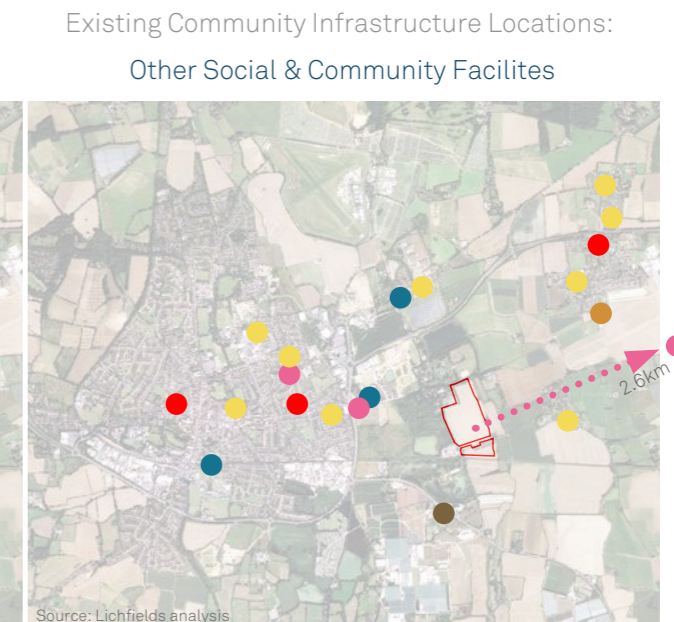 Existing Community Infrastructure Locations:
Other Social & Community Facilites
2.6km
Source: Lichfields analysis